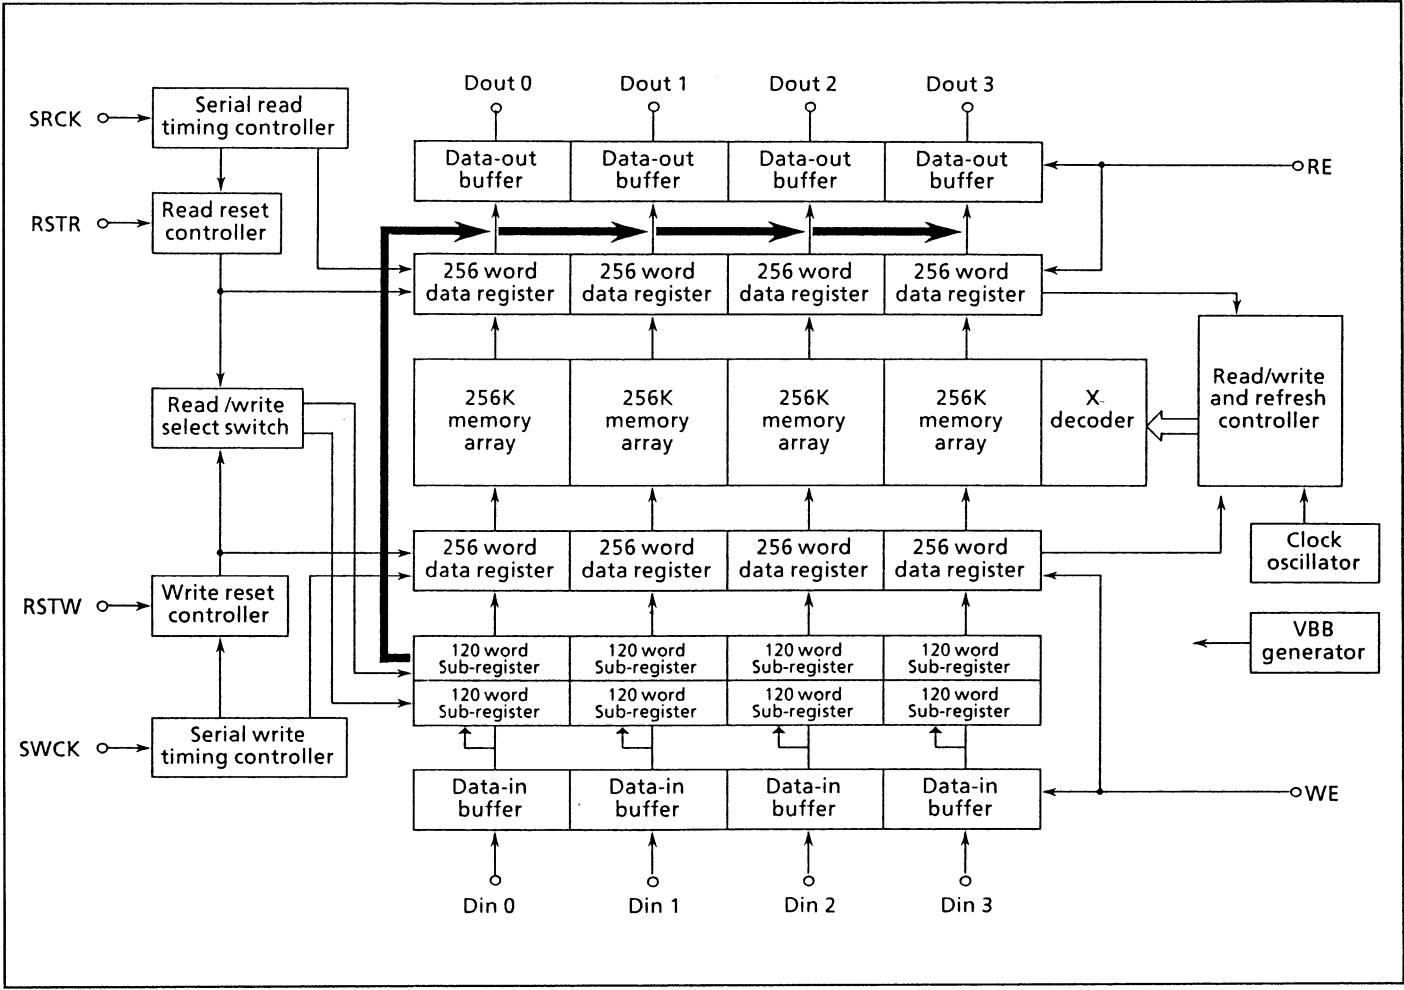 Dout 0 Dout 1 Dout 2 Dout 3
SRCK
Serial read
timing controller
Data-out
buffer
Data-out
buffer
Data-out
buffer
Data-out
buffer
RE
RSTR
Read reset
controller
256 word
data register
256 word
data register
256 word
data register
256 word
data register
Read /write
select switch
256K
memory
array
256K
memory
array
256K
memory
array
256K
memory
array
X
decoder
Read/write
and refresh
controller
256 word
data register
256 word
data register
256 word
data register
256 word
data register
Clock
oscillator
RSTW
Write reset
controller
VBB
generator
120 word
Sub-register
120 word
Sub-register
120 word
Sub-register
120 word
Sub-register
120 word
Sub-register
120 word
Sub-register
120 word
Sub-register
120 word
Sub-register
SWCK
Serial write
timing controller
Data-in
buffer
Data-in
buffer
Data-in
buffer
Data-in
buffer
WE
Din 0 Din 1 Din 2 Din 3